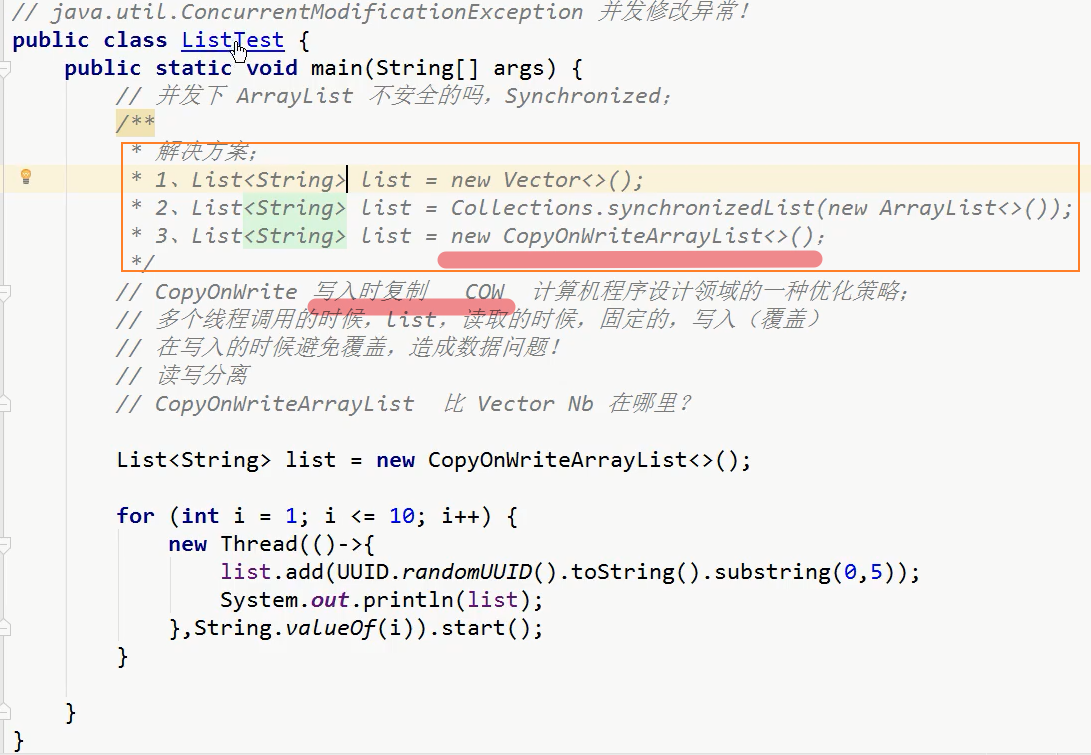 // java.util.ConcurrentModificationException 并发修改异常!
public class ListTest {
public static void main(String[] args) {
// 并发下 ArrayList 不安全的吗，Synchronized；
/**
* 解决方案；
* 1、List<String> list = new Vector<>();
* 2、List<String> list = Collections.synchronizedList(new ArrayList<>());
* 3、List<String> list = new CopyOnWriteArrayList<>();
*/
// CopyOnWrite 写入时复制 COW 计算机程序设计领域的一种优化策略；
// 多个线程调用的时候，list，读取的时候，固定的，写入（覆盖）
// 在写入的时候避免覆盖，造成数据问题！
// 读写分离
// CopyOnWriteArrayList 比 Vector Nb 在哪里？
List<String> list = new CopyOnWriteArrayList<>();
for (int i = 1; i <= 10; i++) {
new Thread(()->{
list.add(UUID.randomUUID().toString().substring(0,5));
System.out.println(list);
},String.valueOf(i)).start();
}
}
}